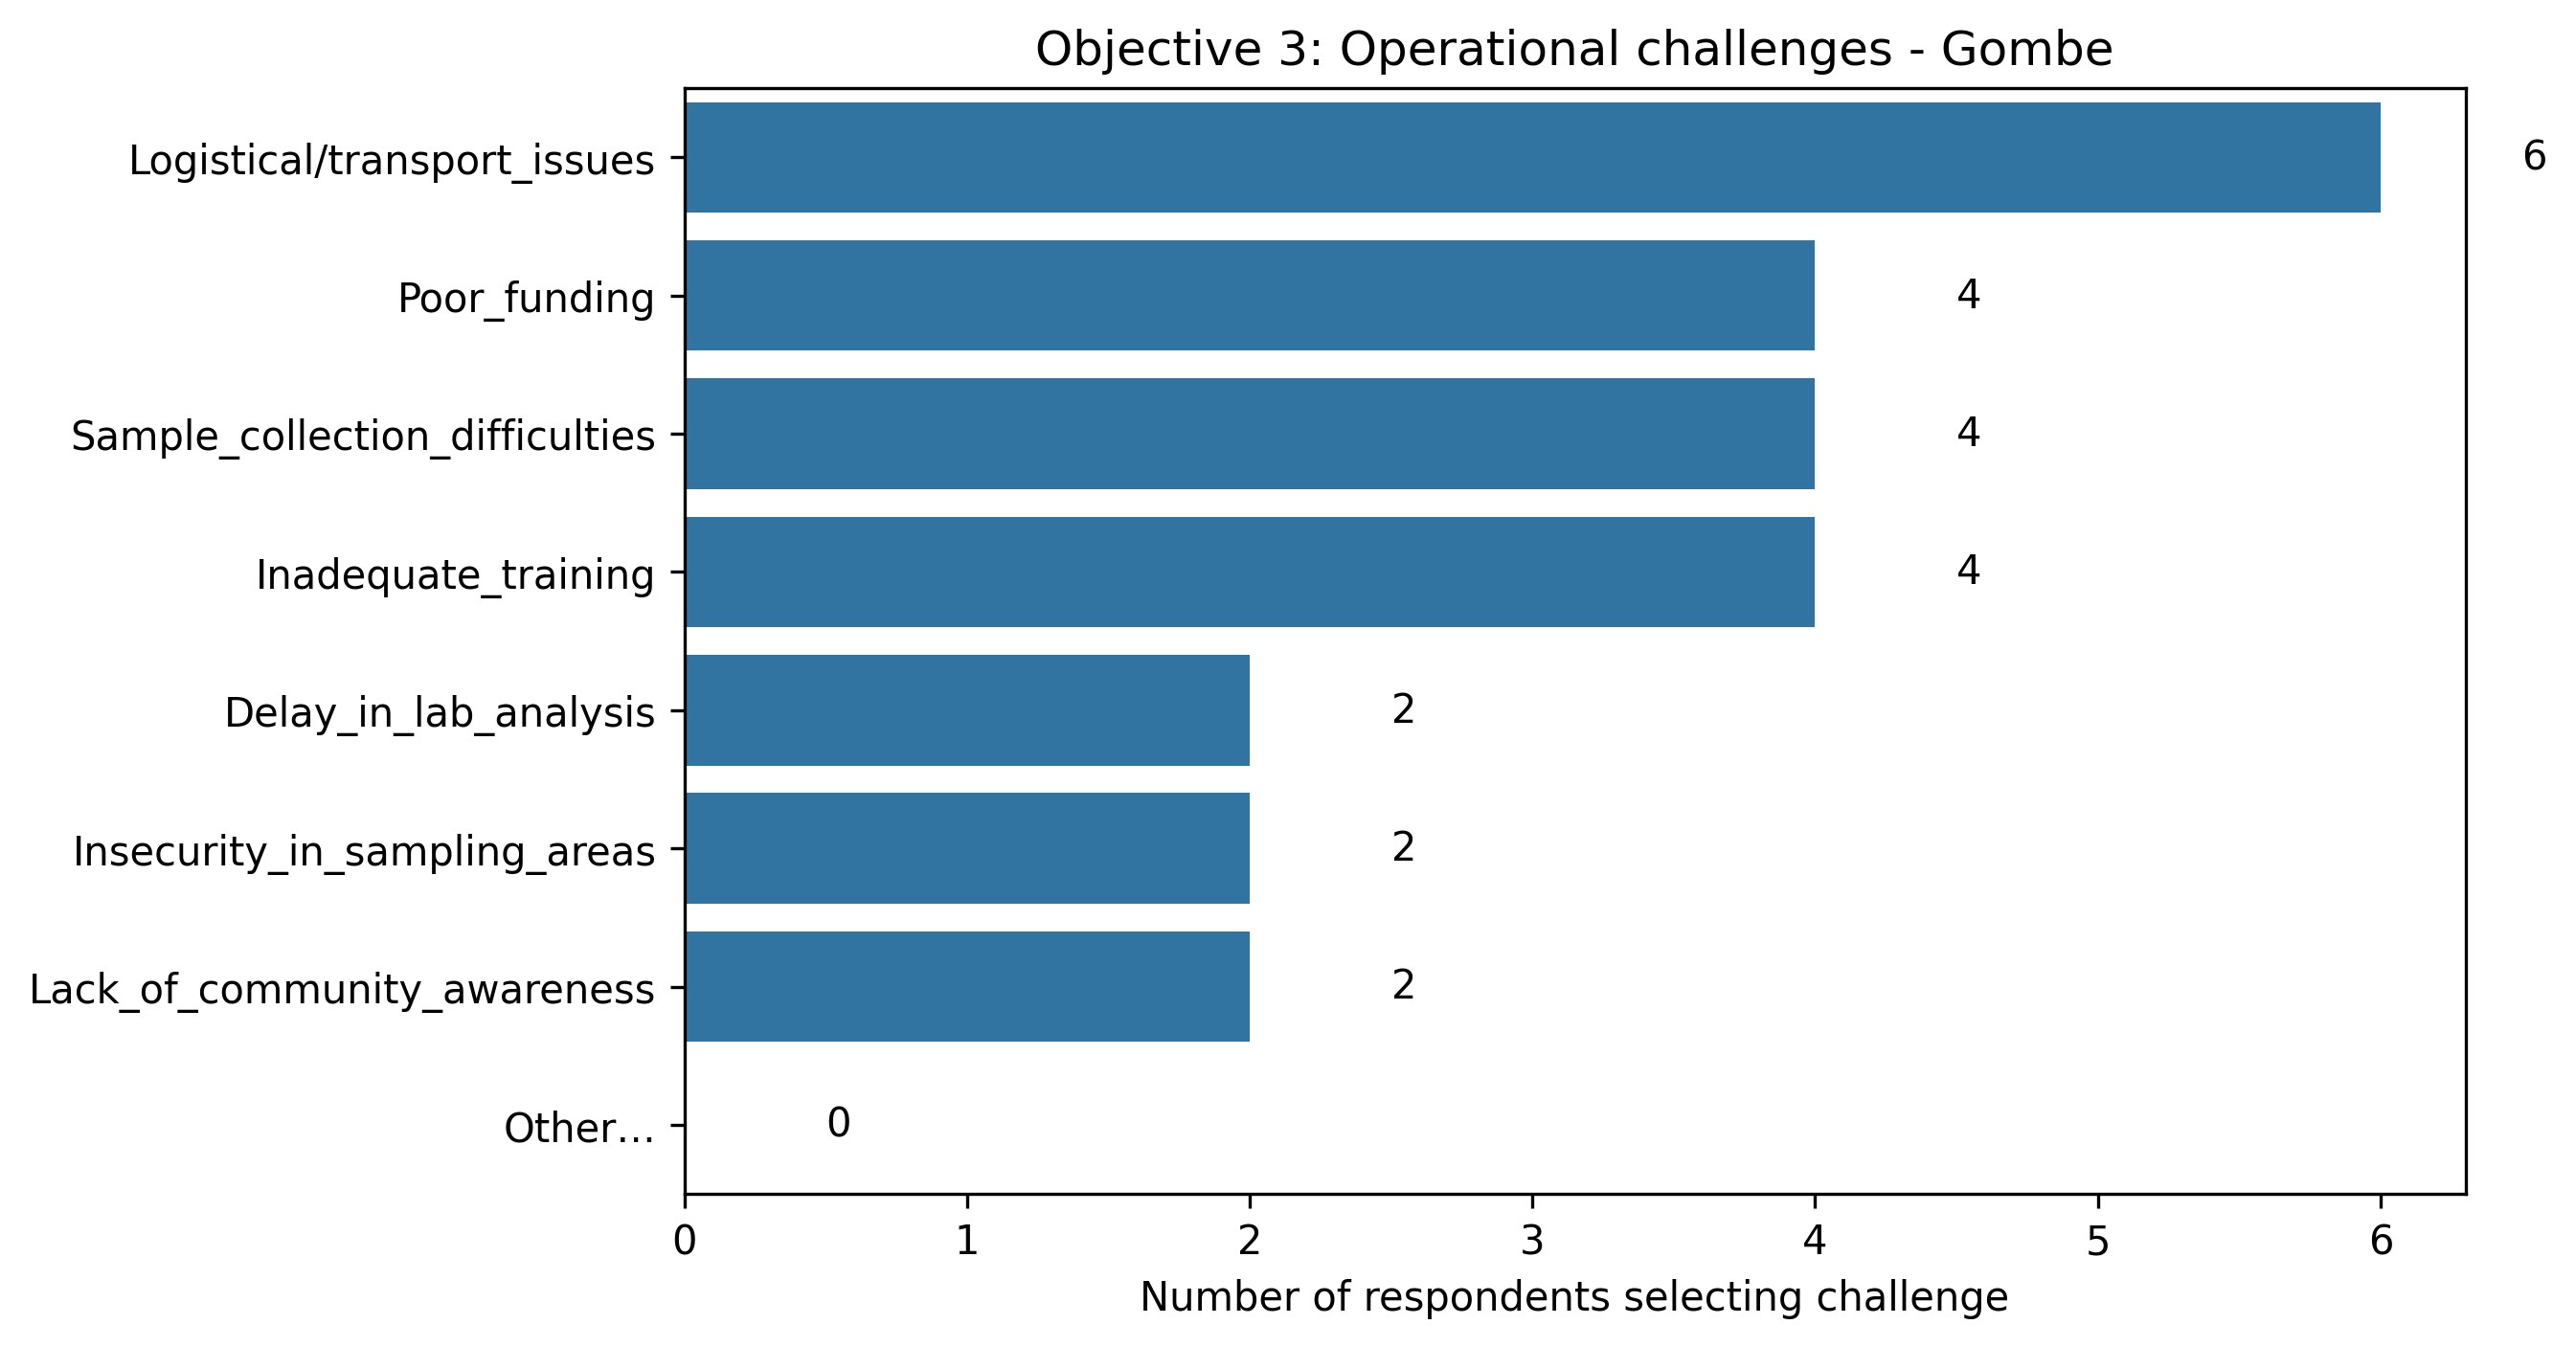 Objective 3: Operational challenges - Gombe
Logistical/transport_issues 6
Poor_funding 4
Sample_collection_difficulties 4
Inadequate_training 4
Delay_in_lab_analysis 2
Insecurity_in_sampling_areas 2
Lack_of_community_awareness 2
Other... 0
0 1 2 3 4 5 6
Number of respondents selecting challenge